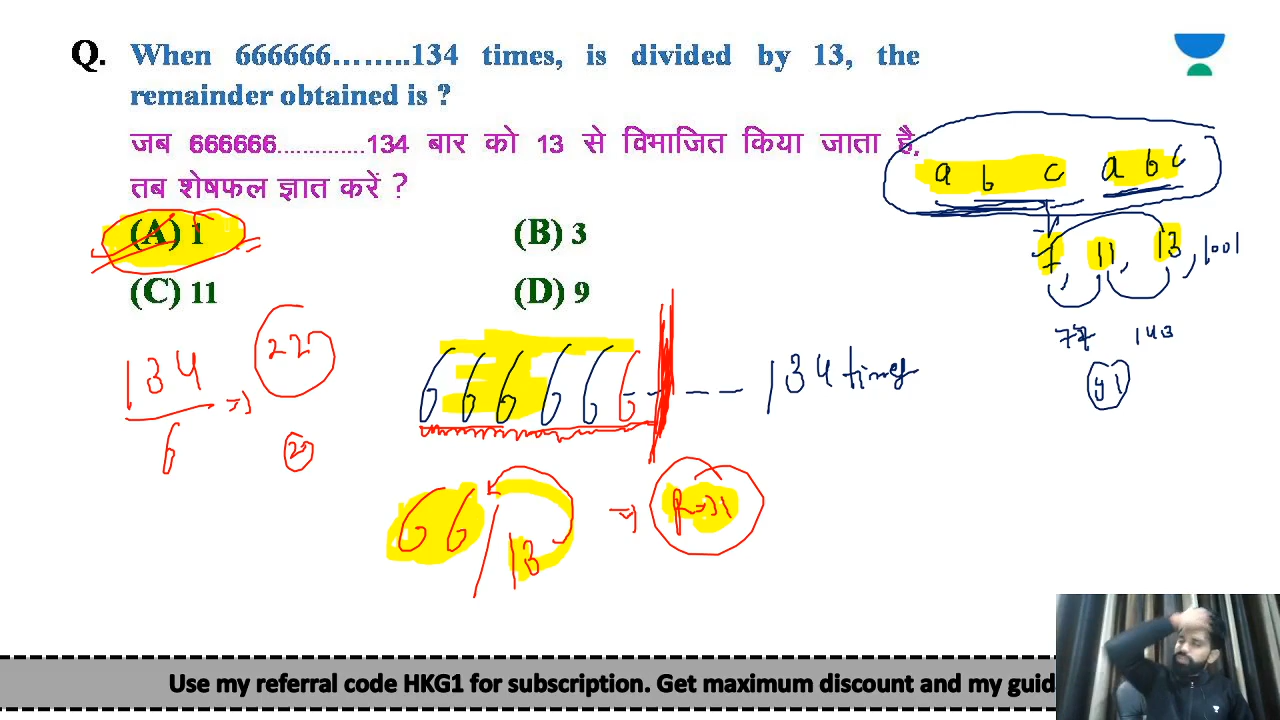 Q. When 666666........134 times, is divided by 13, the
remainder obtained is ?
जब 666666..............134 बार को 13 से विभाजित किया जाता है,
तब शेषफल ज्ञात करें ?
(A) 1
(B) 3
(C) 11
(D) 9
a b c a b c
7, 11, 13, 1001
77 143
91
134
6
=>
22
666666 - - - - 134 times
66/13 => R=>1
Use my referral code HKG1 for subscription. Get maximum discount and my guid